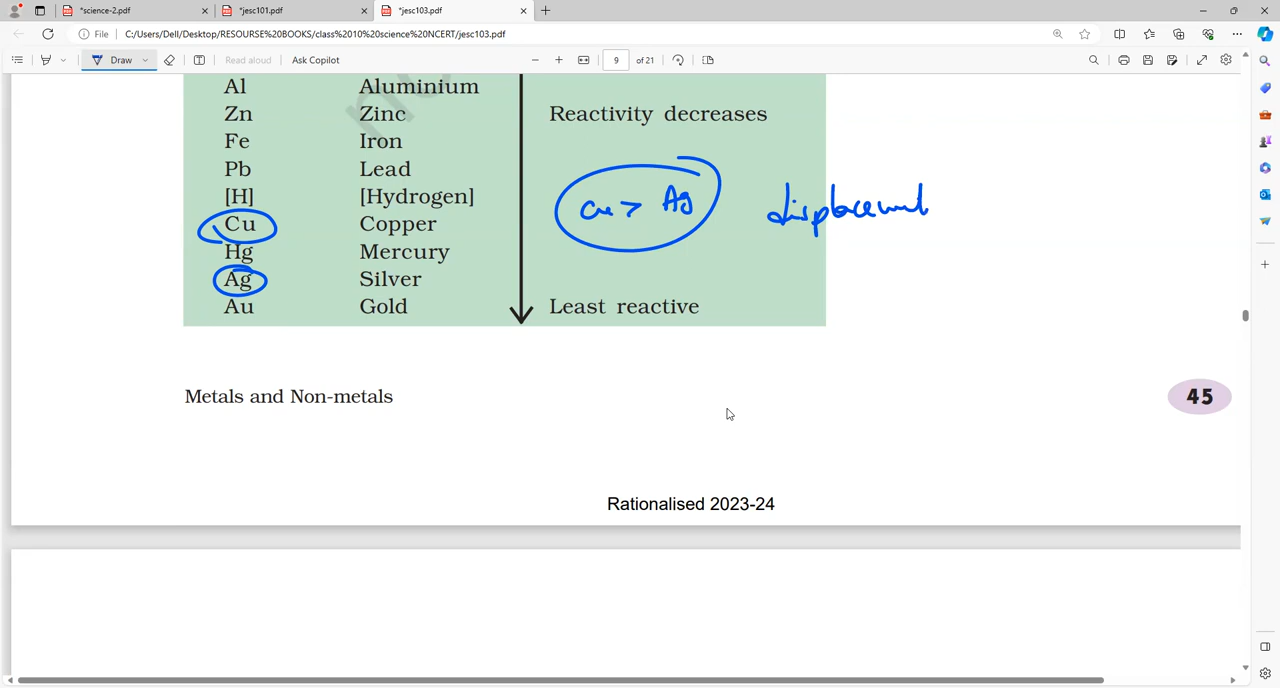 *science-2.pdf
*jesc101.pdf
*jesc103.pdf
File
C:/Users/Dell/Desktop/RESOURSE%20BOOKS/class%2010%20science%20NCERT/jesc103.pdf
Draw
Read aloud
Ask Copilot
9 of 21
Al Aluminium
Zn Zinc Reactivity decreases
Fe Iron
Pb Lead
[H] [Hydrogen]
Cu > Ag displacement
Cu Copper
Hg Mercury
Ag Silver
Au Gold Least reactive
Metals and Non-metals 45
Rationalised 2023-24